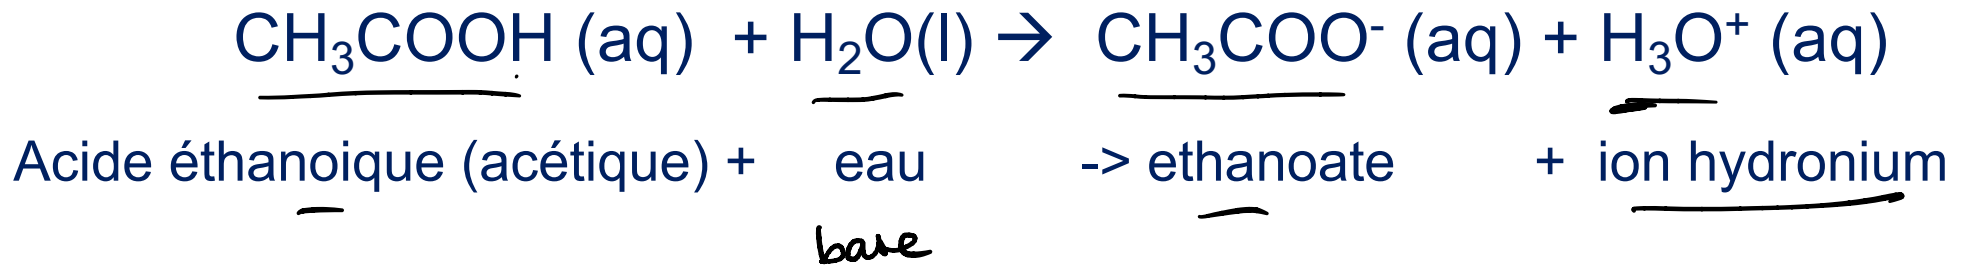 CH₃COOH (aq) + H₂O(l) → CH₃COO⁻ (aq) + H₃O⁺ (aq)
Acide éthanoique (acétique) + eau -> ethanoate + ion hydronium
base